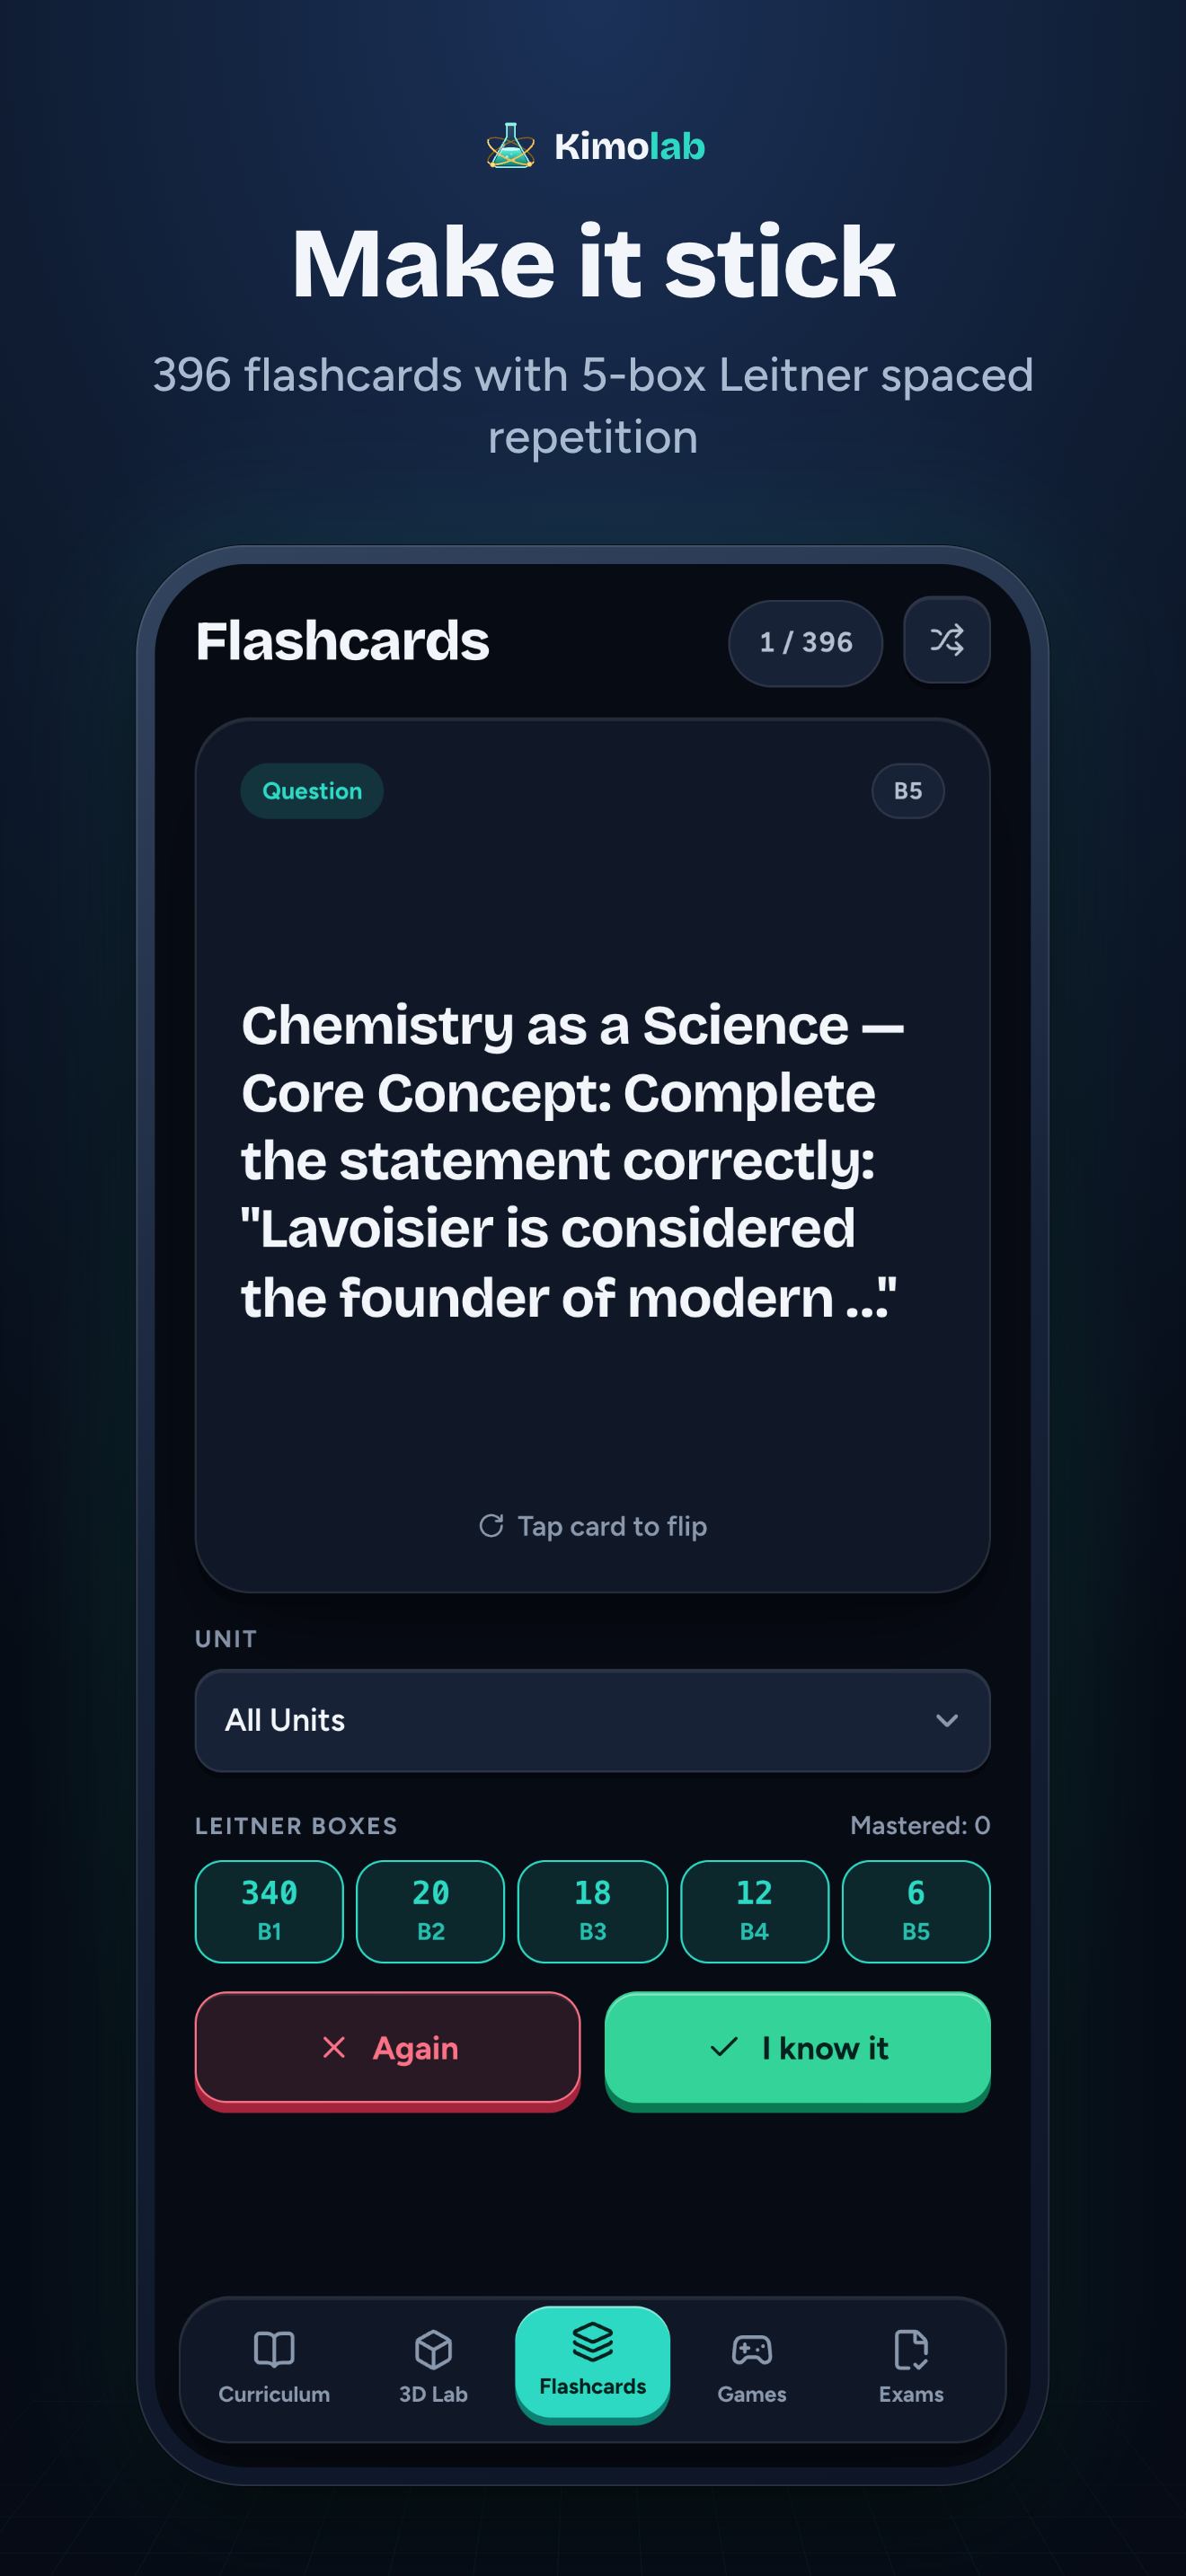 Kimolab
Make it stick
396 flashcards with 5-box Leitner spaced
repetition
Flashcards
1 / 396
Question
B5
Chemistry as a Science —
Core Concept: Complete
the statement correctly:
"Lavoisier is considered
the founder of modern ..."
Tap card to flip
UNIT
All Units
LEITNER BOXES
Mastered: 0
340
20
18
12
6
B1
B2
B3
B4
B5
Again
I know it
Curriculum
3D Lab
Flashcards
Games
Exams